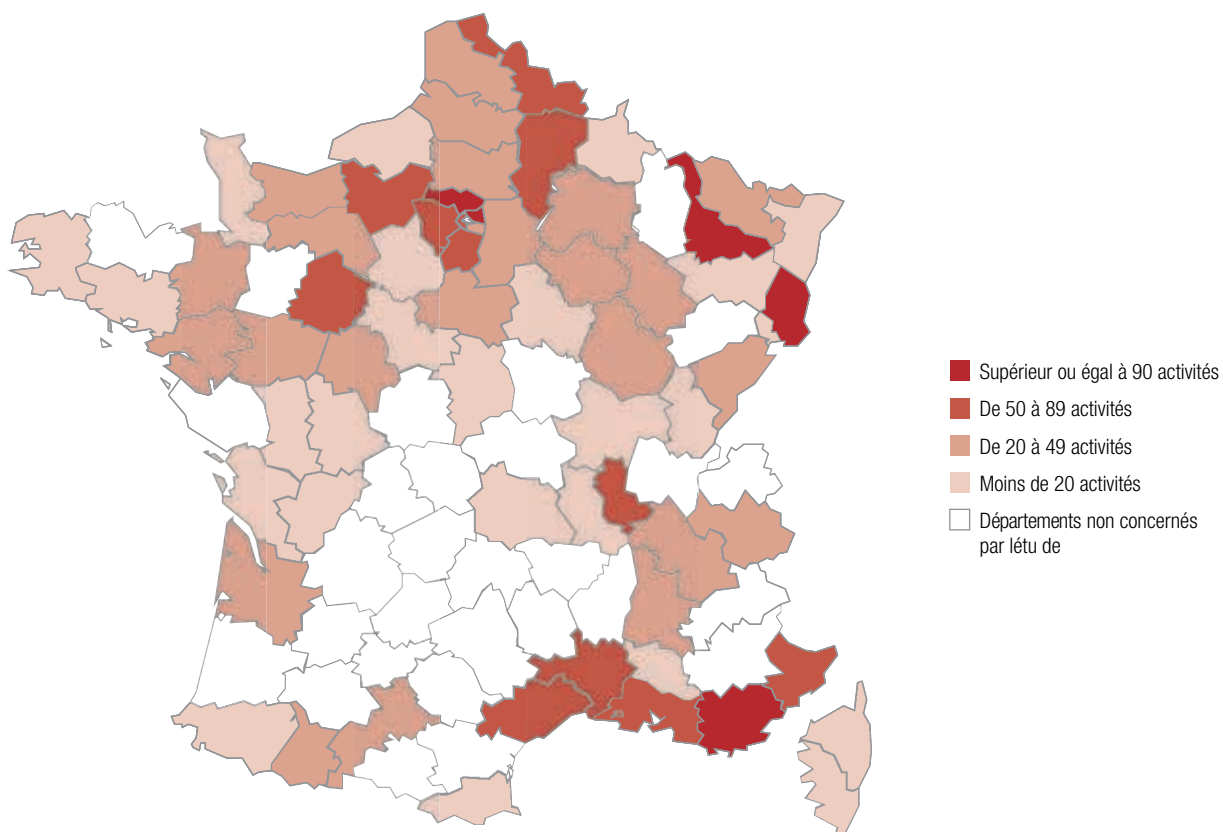 Supérieur ou égal à 90 activités
De 50 à 89 activités
De 20 à 49 activités
Moins de 20 activités
Départements non concernés
par létu de